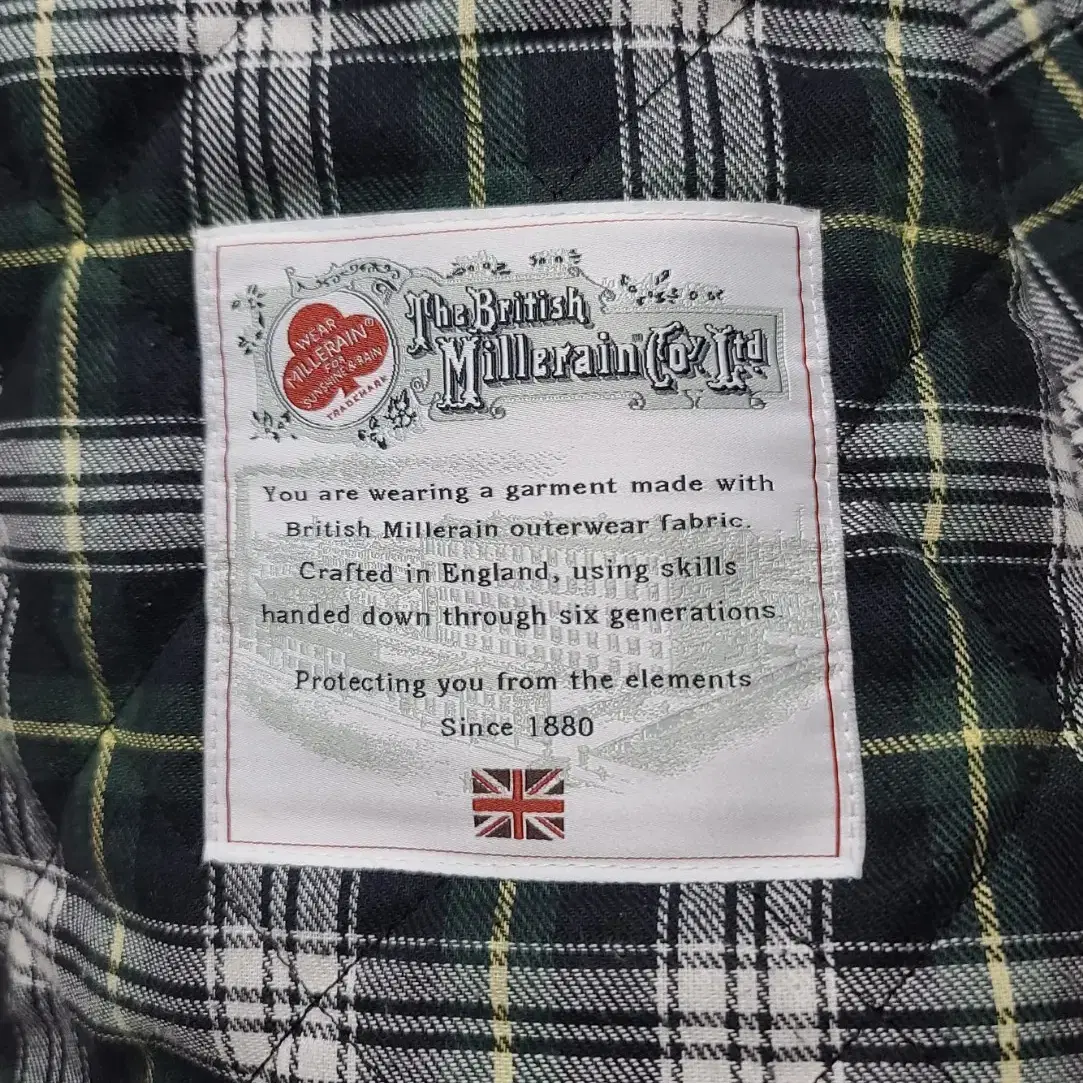 WEAR
MILLERAIN®
FOR
SUNSHINE & RAIN
TRADEMARK
The British
Millerain Coy Ltd
You are wearing a garment made with
British Millerain outerwear fabric.
Crafted in England, using skills
handed down through six generations.
Protecting you from the elements
Since 1880